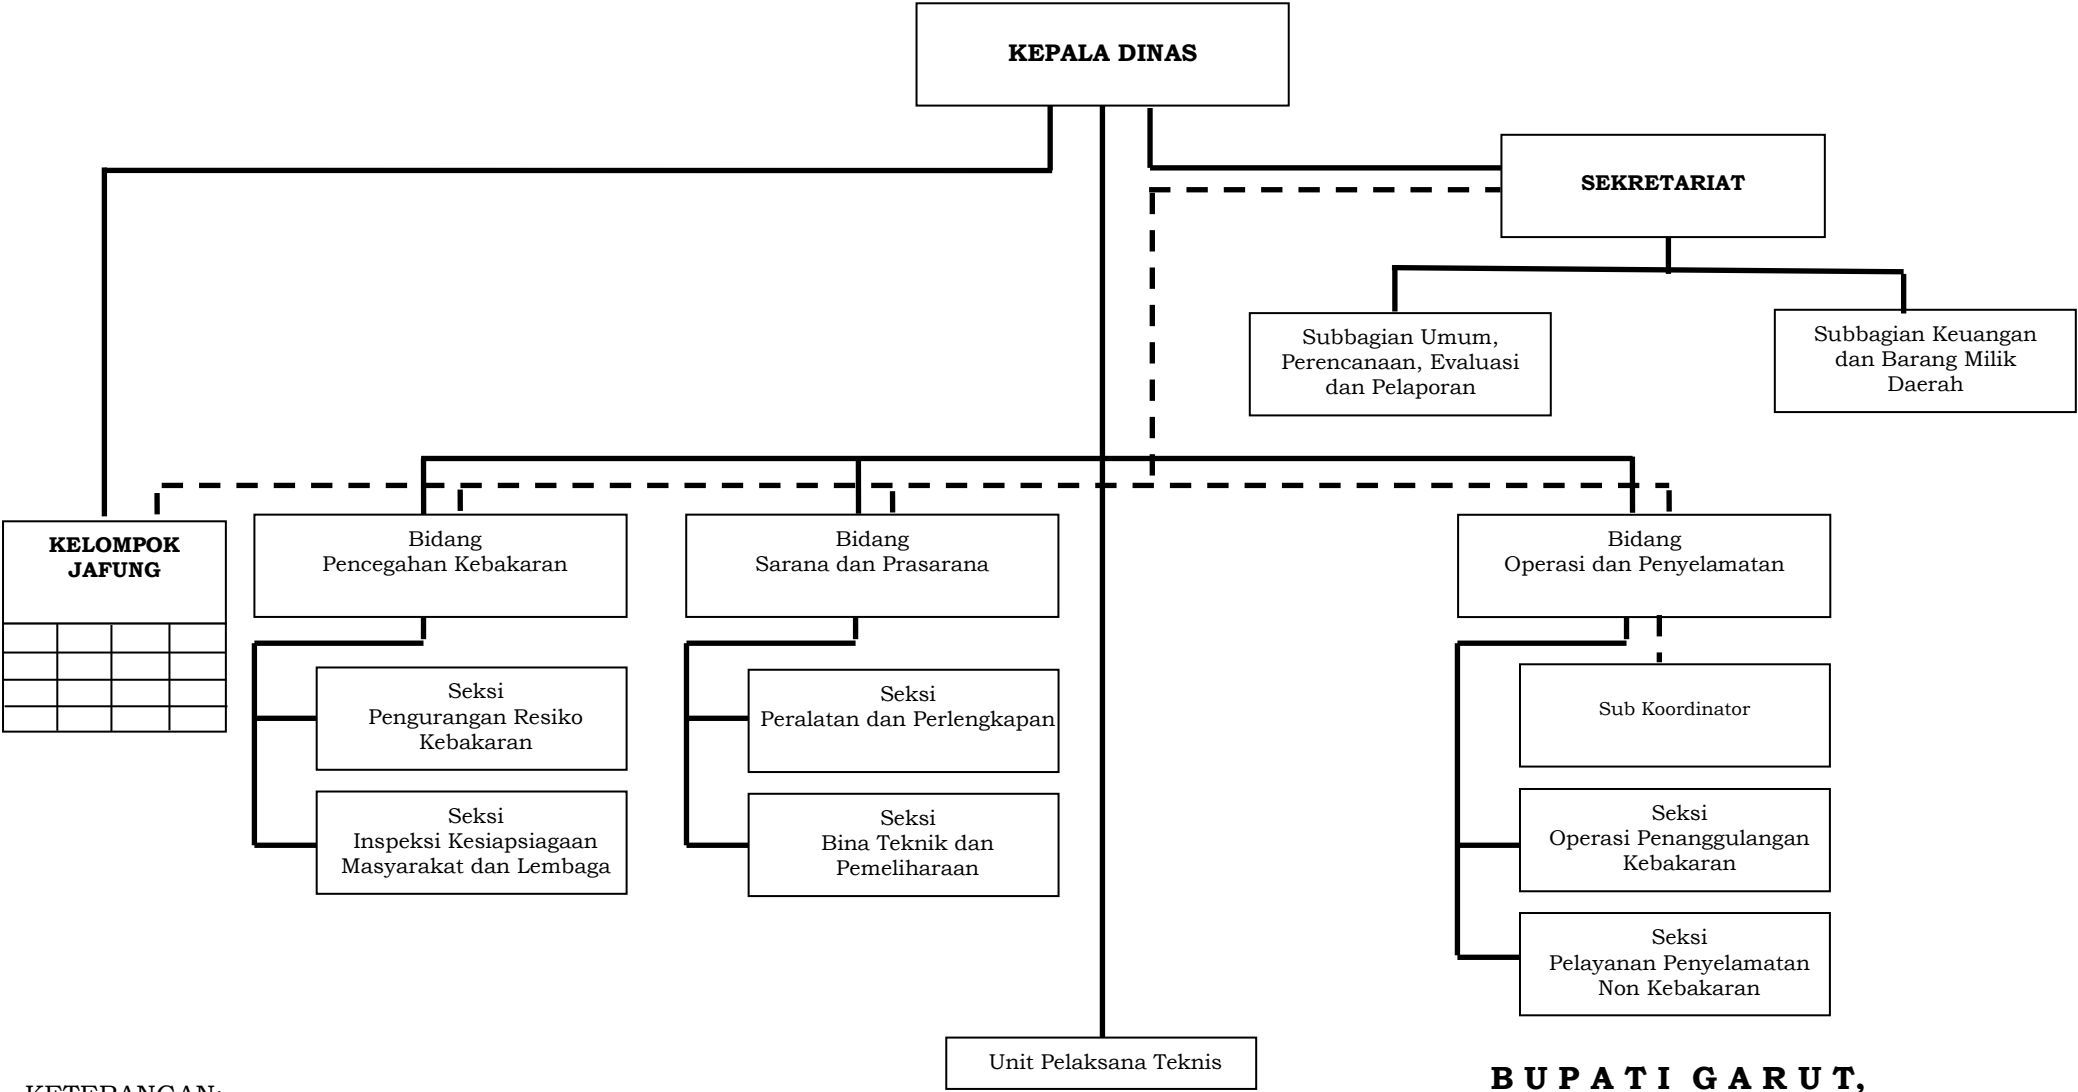 KEPALA DINAS
SEKRETARIAT
Subbagian Umum,
Perencanaan, Evaluasi
dan Pelaporan
Subbagian Keuangan
dan Barang Milik
Daerah
KELOMPOK
JAFUNG
Bidang
Pencegahan Kebakaran
Bidang
Sarana dan Prasarana
Bidang
Operasi dan Penyelamatan
Seksi
Pengurangan Resiko
Kebakaran
Seksi
Peralatan dan Perlengkapan
Sub Koordinator
Seksi
Inspeksi Kesiapsiagaan
Masyarakat dan Lembaga
Seksi
Bina Teknik dan
Pemeliharaan
Seksi
Operasi Penanggulangan
Kebakaran
Seksi
Pelayanan Penyelamatan
Non Kebakaran
Unit Pelaksana Teknis
B U P A T I  G A R U T,
KETERANGAN: